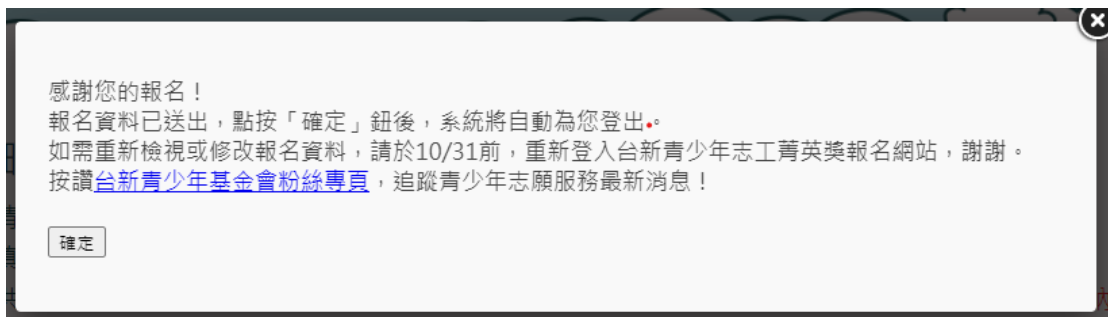 感謝您的報名！
報名資料已送出，點按「確定」鈕後，系統將自動為您登出。
如需重新檢視或修改報名資料，請於10/31前，重新登入台新青少年志工菁英獎報名網站，謝謝。
按讚台新青少年基金會粉絲專頁，追蹤青少年志願服務最新消息！
確定